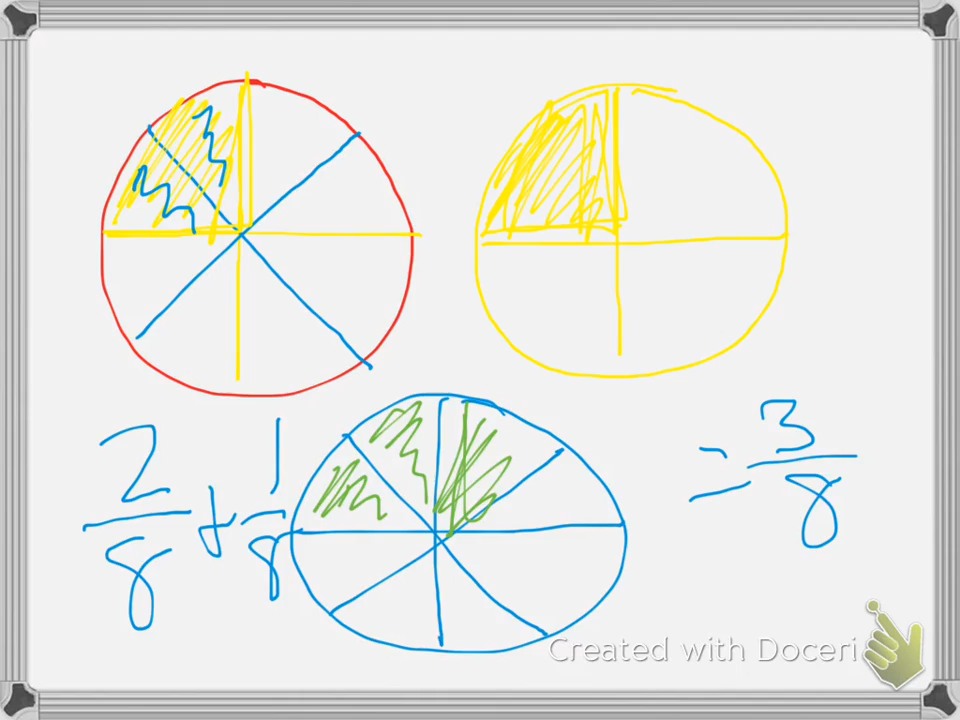 2/8 + 1/8 = 3/8
Created with Doceri